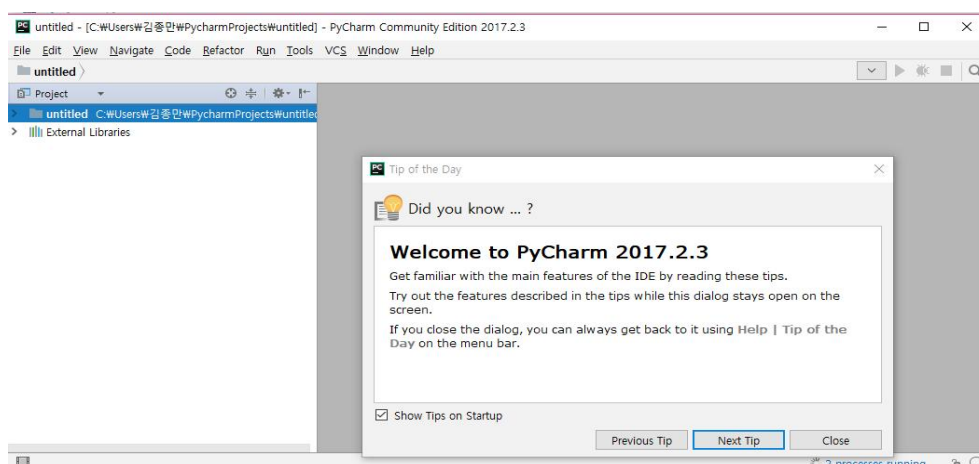 untitled - [C:₩Users₩김종만₩PycharmProjects₩untitled] - PyCharm Community Edition 2017.2.3
File Edit View Navigate Code Refactor Run Tools VCS Window Help
untitled
Project
untitled C:₩Users₩김종만₩PycharmProjects₩untitled
External Libraries
Tip of the Day
Did you know ... ?
Welcome to PyCharm 2017.2.3
Get familiar with the main features of the IDE by reading these tips.
Try out the features described in the tips while this dialog stays open on the
screen.
If you close the dialog, you can always get back to it using Help | Tip of the
Day on the menu bar.
Show Tips on Startup
Previous Tip Next Tip Close
2 processes running